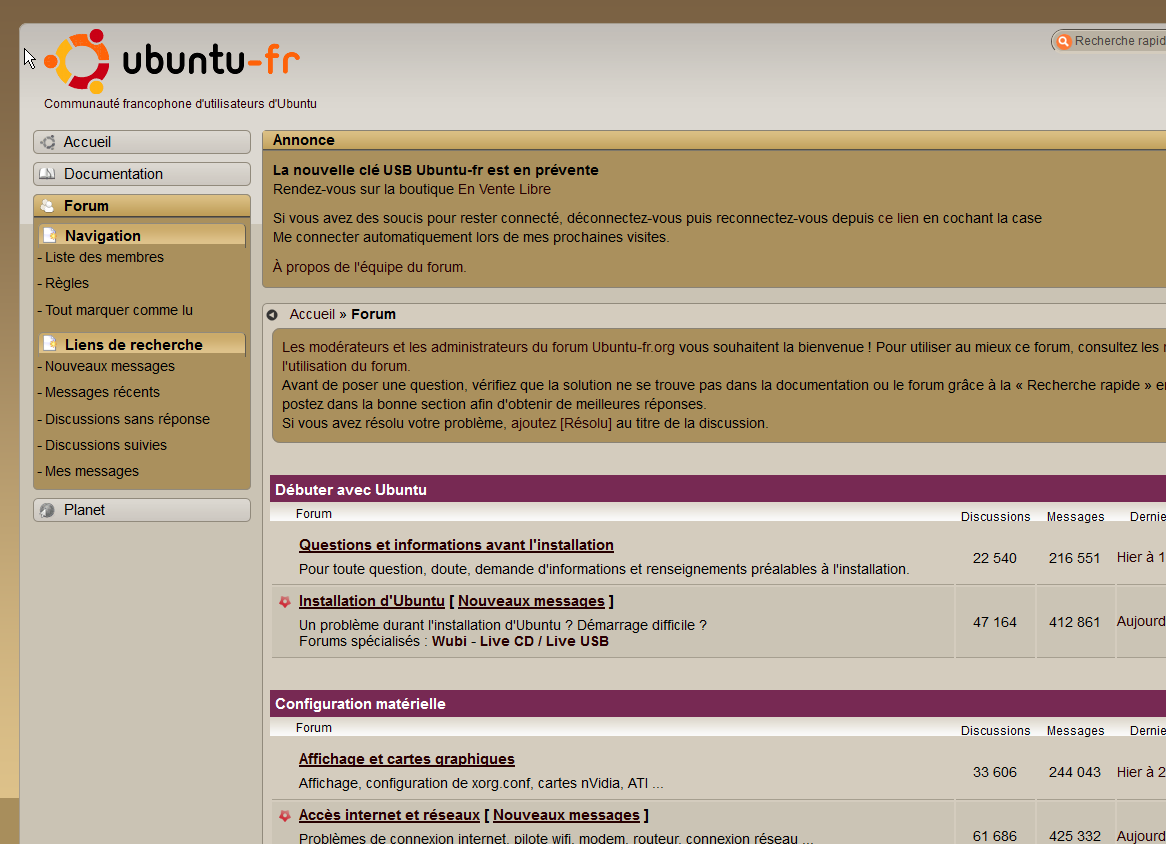 ubuntu-fr
Communauté francophone d'utilisateurs d'Ubuntu
Recherche rapid
Accueil
Documentation
Forum
Navigation
- Liste des membres
- Règles
- Tout marquer comme lu
Liens de recherche
- Nouveaux messages
- Messages récents
- Discussions sans réponse
- Discussions suivies
- Mes messages
Planet
Annonce
La nouvelle clé USB Ubuntu-fr est en prévente
Rendez-vous sur la boutique En Vente Libre
Si vous avez des soucis pour rester connecté, déconnectez-vous puis reconnectez-vous depuis ce lien en cochant la case
Me connecter automatiquement lors de mes prochaines visites.
À propos de l'équipe du forum.
Accueil » Forum
Les modérateurs et les administrateurs du forum Ubuntu-fr.org vous souhaitent la bienvenue ! Pour utiliser au mieux ce forum, consultez les
l'utilisation du forum.
Avant de poser une question, vérifiez que la solution ne se trouve pas dans la documentation ou le forum grâce à la « Recherche rapide » en
postez dans la bonne section afin d'obtenir de meilleures réponses.
Si vous avez résolu votre problème, ajoutez [Résolu] au titre de la discussion.
Débuter avec Ubuntu
Forum Discussions Messages Dernie
Questions et informations avant l'installation
Pour toute question, doute, demande d'informations et renseignements préalables à l'installation.
22 540 216 551 Hier à 1
Installation d'Ubuntu [ Nouveaux messages ]
Un problème durant l'installation d'Ubuntu ? Démarrage difficile ?
Forums spécialisés : Wubi - Live CD / Live USB
47 164 412 861 Aujourd
Configuration matérielle
Forum Discussions Messages Dernie
Affichage et cartes graphiques
Affichage, configuration de xorg.conf, cartes nVidia, ATI ...
33 606 244 043 Hier à 2
Accès internet et réseaux [ Nouveaux messages ]
Problèmes de connexion internet, pilote wifi, modem, routeur, connexion réseau ...
61 686 425 332 Aujourd